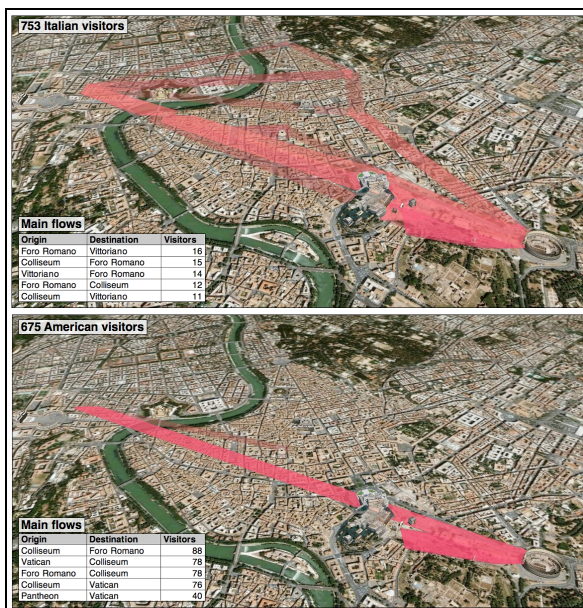 753 Italian visitors
Main flows
Origin Destination Visitors
Foro Romano Vittoriano 16
Colliseum Foro Romano 15
Vittoriano Foro Romano 14
Foro Romano Colliseum 12
Colliseum Vittoriano 11
675 American visitors
Main flows
Origin Destination Visitors
Colliseum Foro Romano 88
Vatican Colliseum 78
Foro Romano Colliseum 78
Colliseum Vatican 76
Pantheon Vatican 40